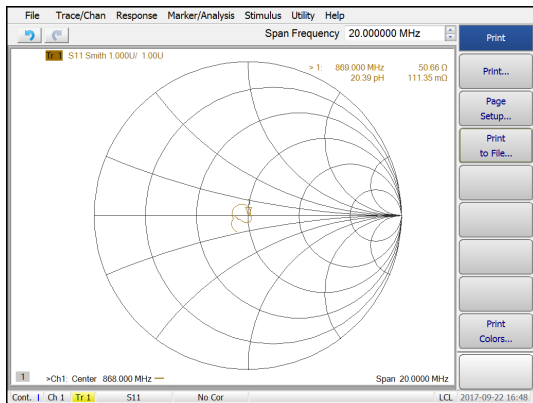 File Trace/Chan Response Marker/Analysis Stimulus Utility Help
Span Frequency 20.000000 MHz
Print
Tr 1 S11 Smith 1.000U/ 1.00U
> 1: 869.000 MHz 50.66 Ω
20.39 pH 111.35 mΩ
Print...
Page
Setup...
Print
to File...
Print
Colors...
1 >Ch1: Center 868.000 MHz Span 20.0000 MHz
Cont. Ch 1 Tr 1 S11 No Cor LCL 2017-09-22 16:48